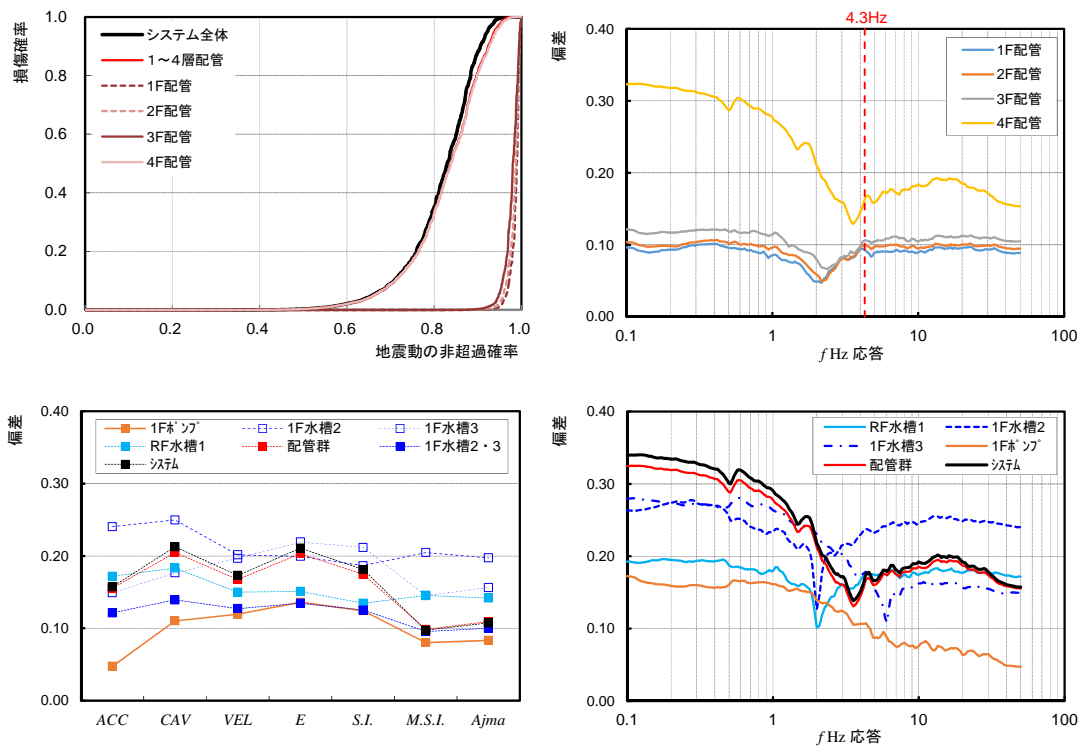 損傷確率
1.0
0.8
0.6
0.4
0.2
0.0
システム全体
1~4層配管
1F配管
2F配管
3F配管
4F配管
0.0 0.2 0.4 0.6 0.8 1.0
地震動の非超過確率
偏差
4.3Hz
0.40
0.30
0.20
0.10
0.00
1F配管
2F配管
3F配管
4F配管
0.1 1 10 100
f Hz 応答
偏差
0.40
0.30
0.20
0.10
0.00
1Fポンプ 1F水槽2 1F水槽3
RF水槽1 配管群 1F水槽2・3
システム
ACC CAV VEL E S.I. M.S.I. Ajma
偏差
0.40
0.30
0.20
0.10
0.00
RF水槽1 1F水槽2
1F水槽3 1Fポンプ
配管群 システム
0.1 1 10 100
f Hz 応答